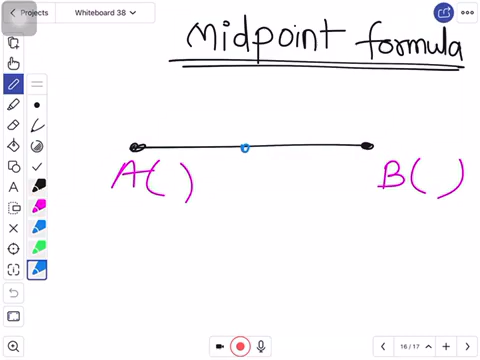 Projects
Whiteboard 38
midpoint formula
A( )
B( )
A
16 / 17